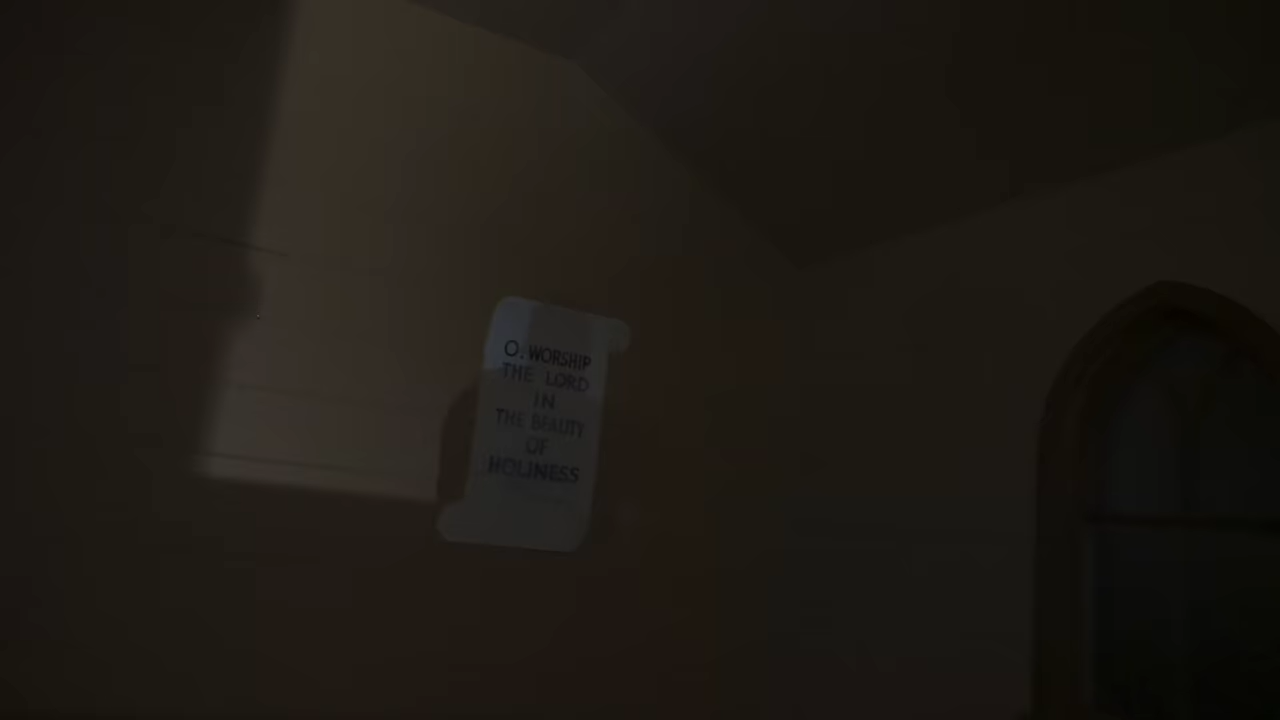 O. WORSHIP
THE LORD
IN
THE BEAUTY
OF
HOLINESS